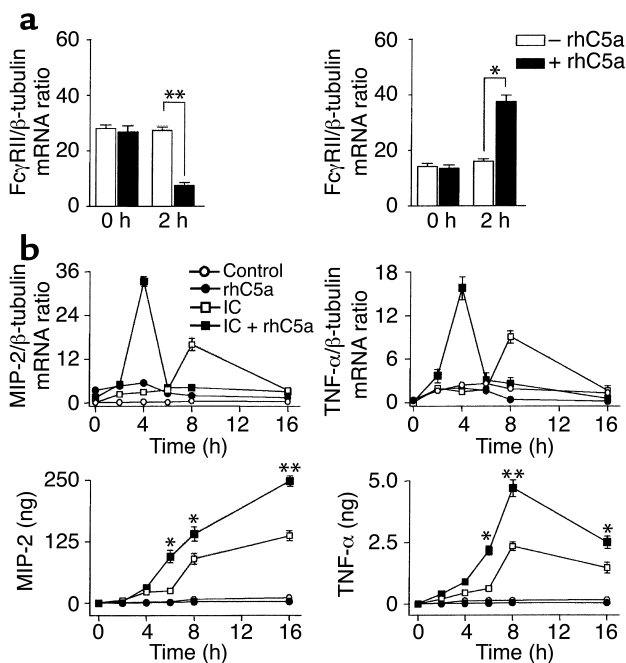 a
FcγRII/β-tubulin
mRNA ratio
60
40
20
0
**
0 h
2 h
FcγRII/β-tubulin
mRNA ratio
60
40
20
0
*
0 h
2 h
– rhC5a
+ rhC5a
b
MIP-2/β-tubulin
mRNA ratio
36
24
12
0
Control
rhC5a
IC
IC + rhC5a
0 4 8 12 16
Time (h)
TNF-α/β-tubulin
mRNA ratio
18
12
6
0
0 4 8 12 16
Time (h)
MIP-2 (ng)
250
125
0
*
*
**
0 4 8 12 16
Time (h)
TNF-α (ng)
5.0
2.5
0
*
**
*
0 4 8 12 16
Time (h)